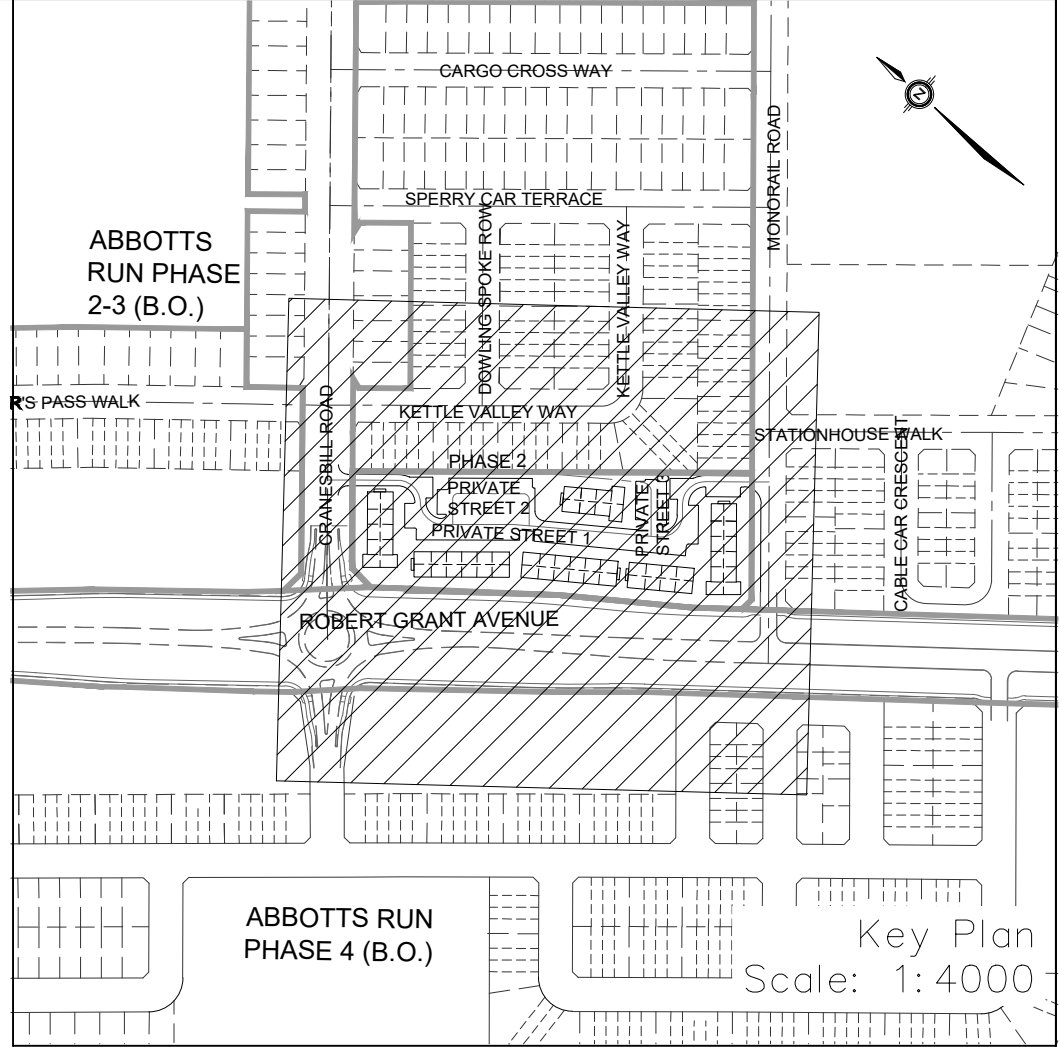 CARGO CROSS WAY
MONORAIL ROAD
N
SPERRY CAR TERRACE
DOWLING SPOKE ROW
KETTLE VALLEY WAY
ABBOTTS
RUN PHASE
2-3 (B.O.)
R'S PASS WALK
CRANESBILL ROAD
KETTLE VALLEY WAY
STATIONHOUSE WALK
CABLE CAR CRESCENT
PHASE 2
PRIVATE
STREET 2
PRIVATE
STREET 3
PRIVATE STREET 1
ROBERT GRANT AVENUE
ABBOTTS RUN
PHASE 4 (B.O.)
Key Plan
Scale: 1:4000